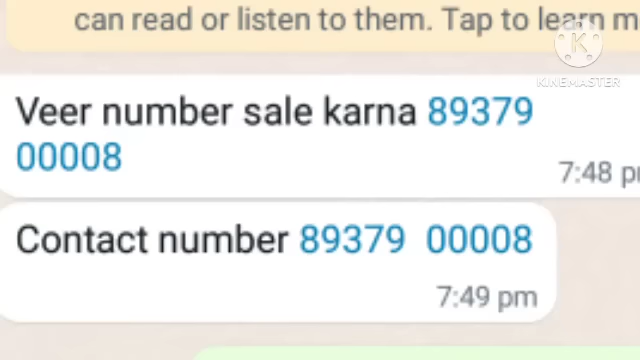 can read or listen to them. Tap to learn m
K
KINEMASTER
Veer number sale karna 89379
00008
7:48 p
Contact number 89379 00008
7:49 pm